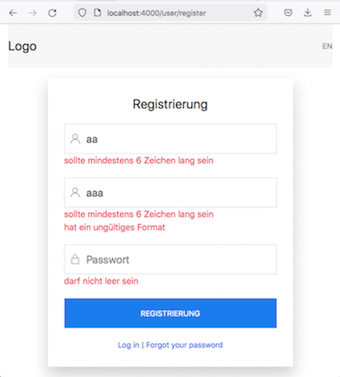 localhost:4000/user/register
Logo
EN
Registrierung
aa
sollte mindestens 6 Zeichen lang sein
aaa
sollte mindestens 6 Zeichen lang sein
hat ein ungültiges Format
Passwort
darf nicht leer sein
REGISTRIERUNG
Log in | Forgot your password